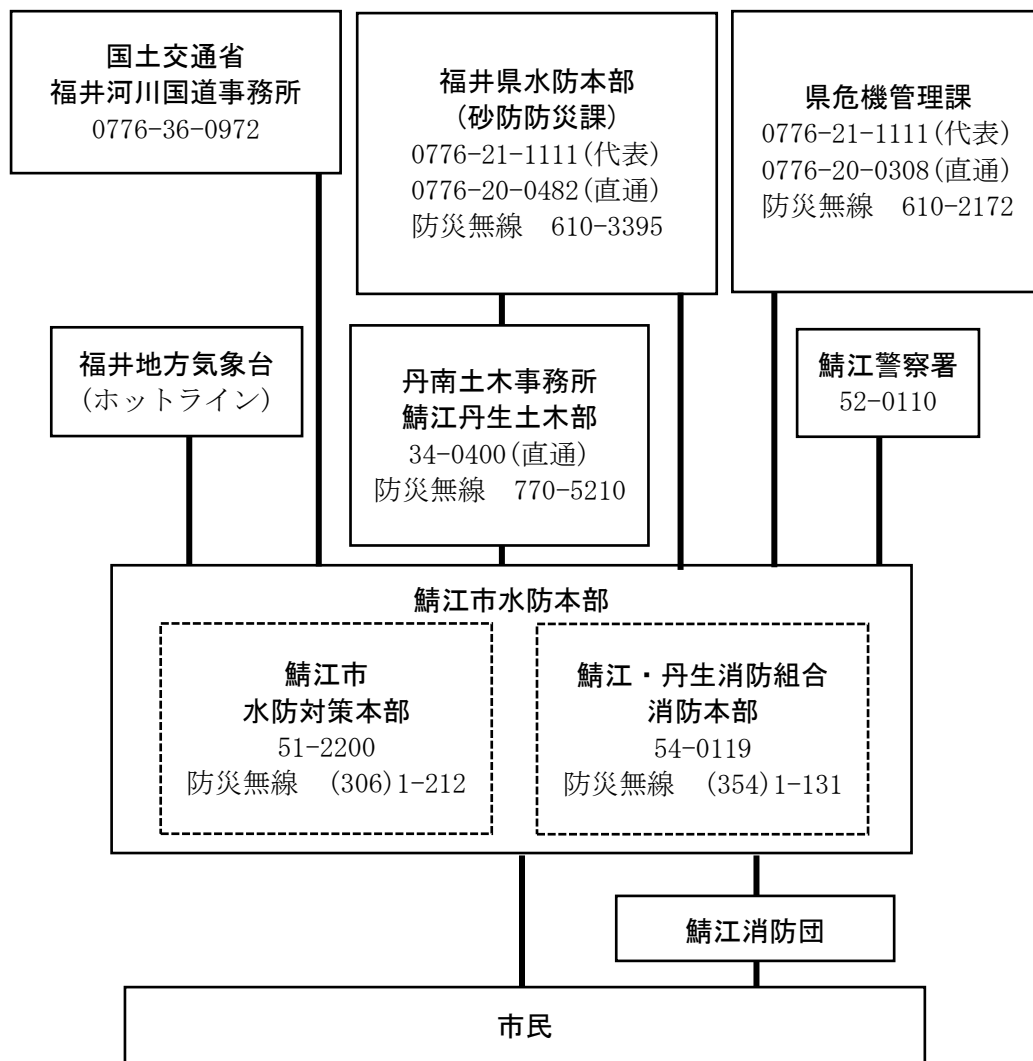 国土交通省
福井河川国道事務所
0776-36-0972
福井県水防本部
(砂防防災課)
0776-21-1111(代表)
0776-20-0482(直通)
防災無線　610-3395
県危機管理課
0776-21-1111(代表)
0776-20-0308(直通)
防災無線　610-2172
福井地方気象台
(ホットライン)
丹南土木事務所
鯖江丹生土木部
34-0400(直通)
防災無線　770-5210
鯖江警察署
52-0110
鯖江市水防本部
鯖江市
水防対策本部
51-2200
防災無線　(306)1-212
鯖江・丹生消防組合
消防本部
54-0119
防災無線　(354)1-131
鯖江消防団
市民